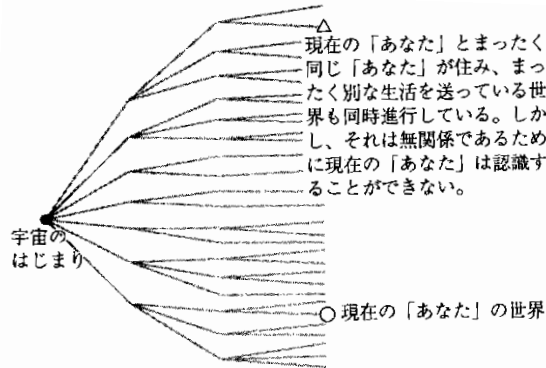 現在の「あなた」とまったく
同じ「あなた」が住み、まっ
たく別な生活を送っている世
界も同時進行している。しか
し、それは無関係であるため
に現在の「あなた」は認識す
ることができない。
宇宙の
はじまり
現在の「あなた」の世界